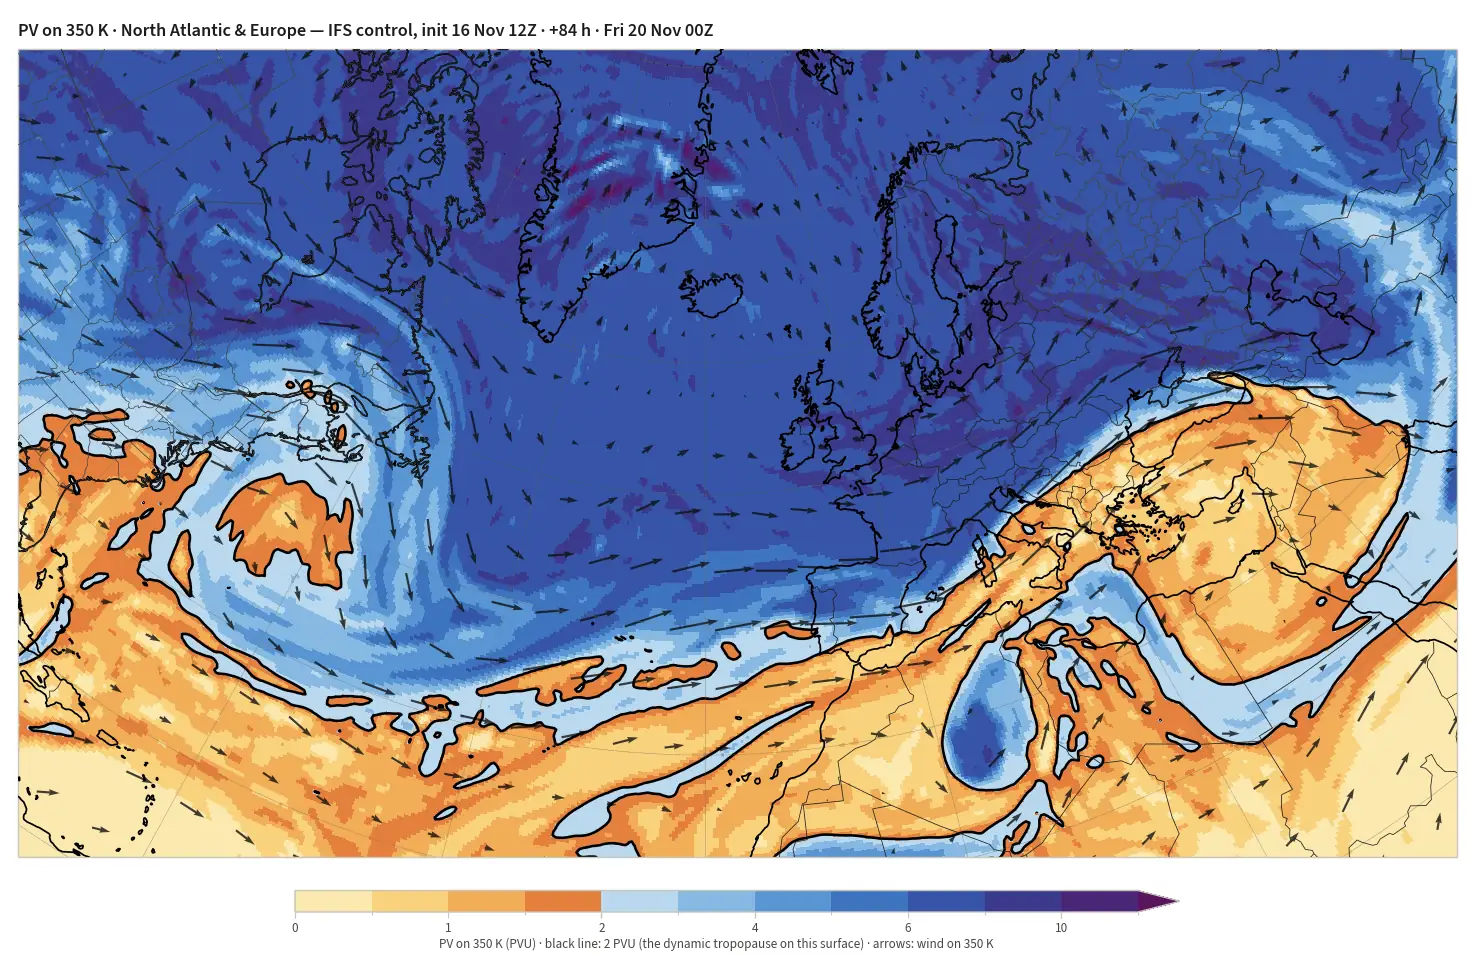 PV on 350 K · North Atlantic & Europe — IFS control, init 16 Nov 12Z · +84 h · Fri 20 Nov 00Z
0 1 2 4 6 10
PV on 350 K (PVU) · black line: 2 PVU (the dynamic tropopause on this surface) · arrows: wind on 350 K